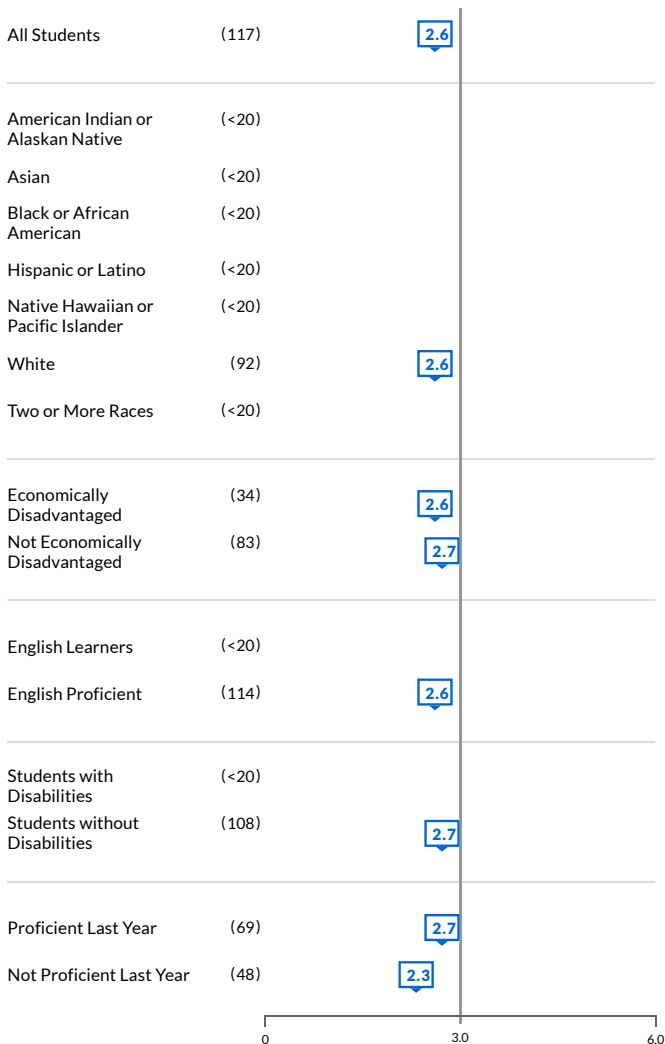 All Students (117) 2.6
American Indian or (<20)
Alaskan Native
Asian (<20)
Black or African (<20)
American
Hispanic or Latino (<20)
Native Hawaiian or (<20)
Pacific Islander
White (92) 2.6
Two or More Races (<20)
Economically (34) 2.6
Disadvantaged
Not Economically (83) 2.7
Disadvantaged
English Learners (<20)
English Proficient (114) 2.6
Students with (<20)
Disabilities
Students without (108) 2.7
Disabilities
Proficient Last Year (69) 2.7
Not Proficient Last Year (48) 2.3
0 3.0 6.0